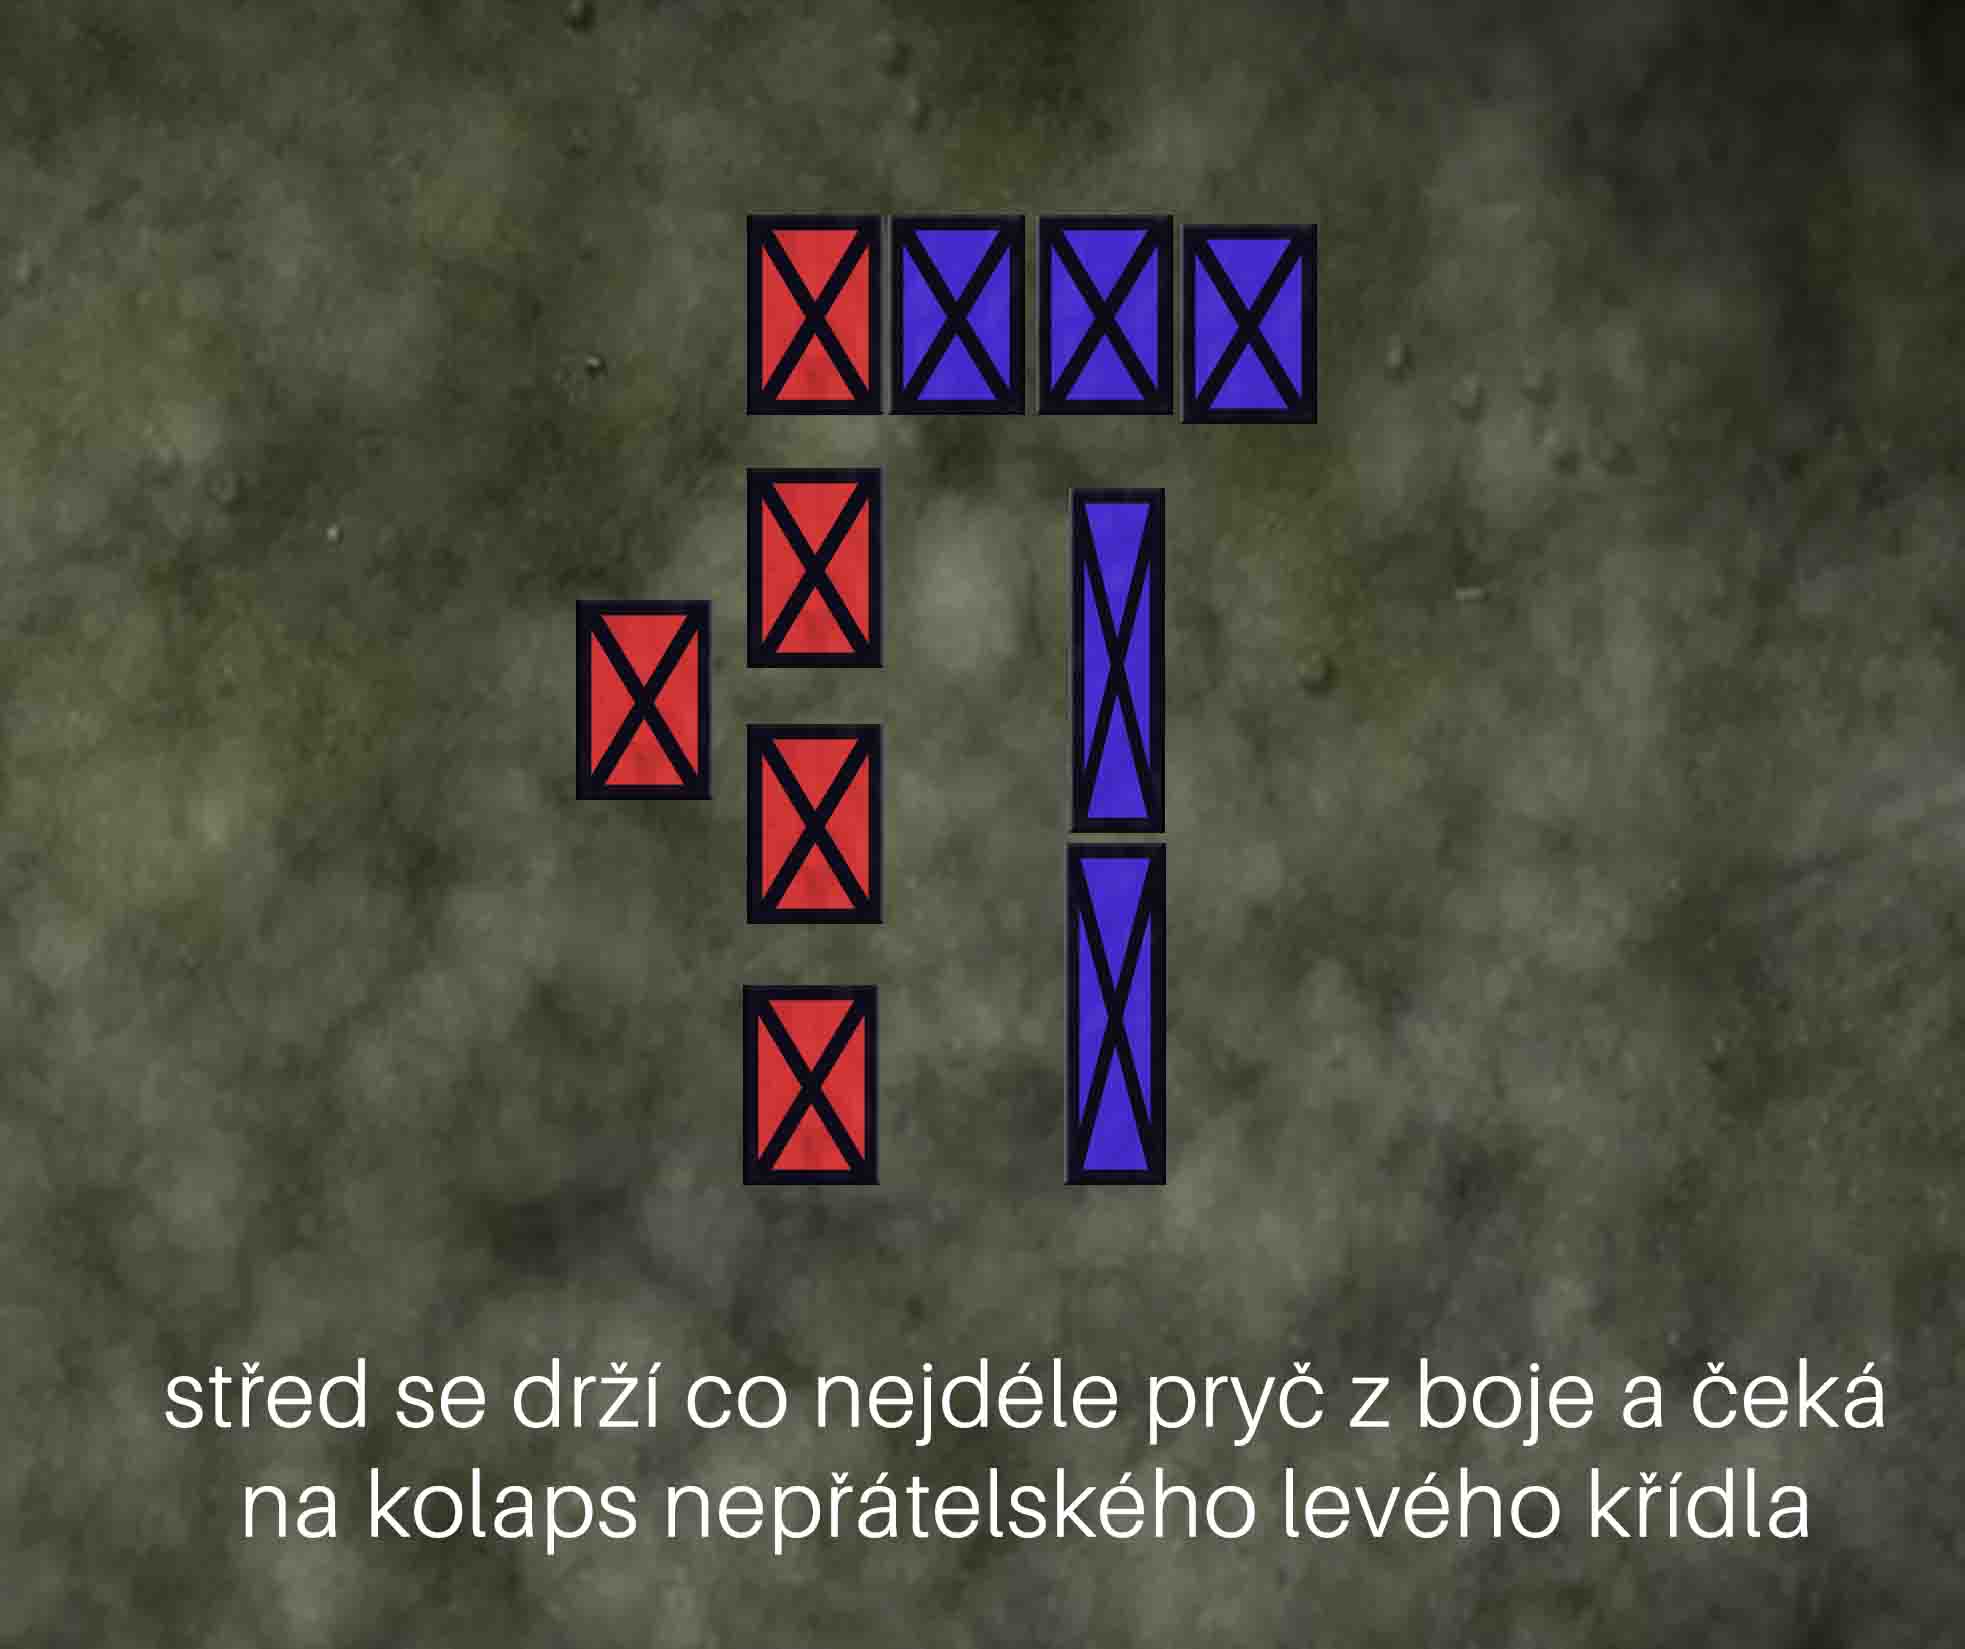 střed se drží co nejdéle pryč z boje a čeká
na kolaps nepřátelského levého křídla